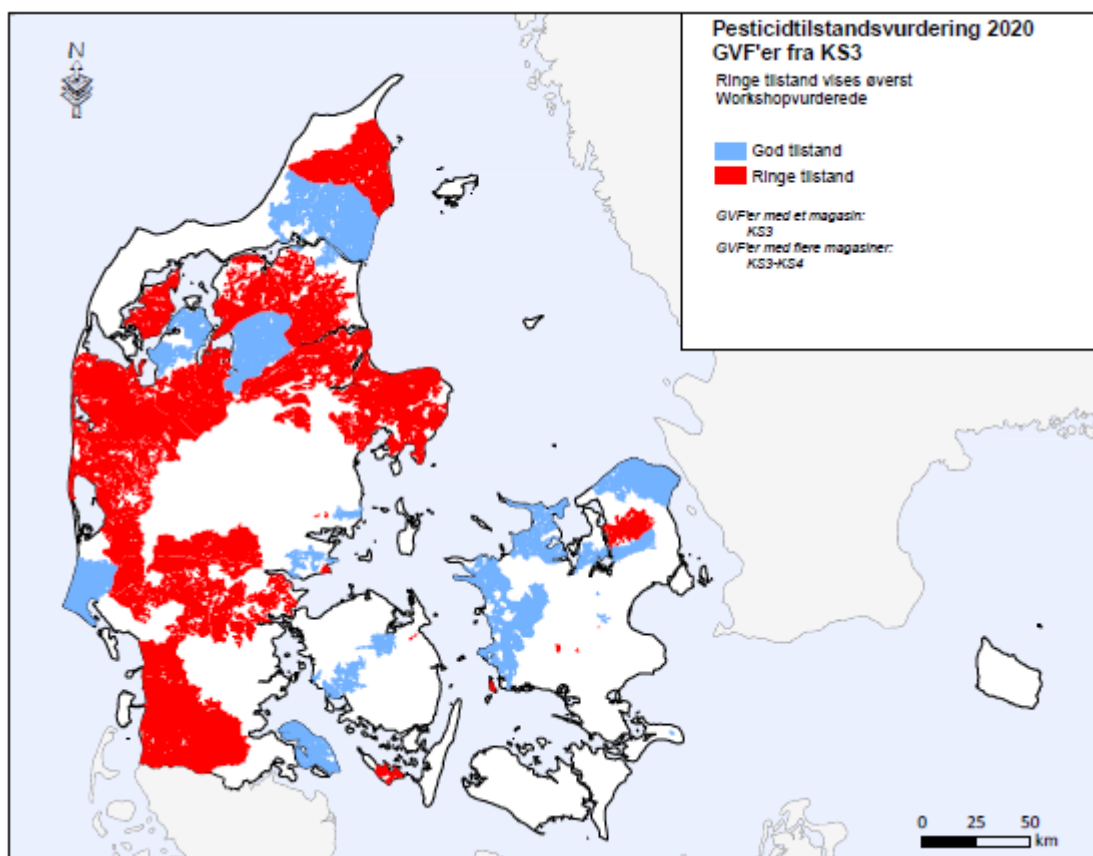 Pesticidtilstandsvurdering 2020
GVF'er fra KS3
Ringe tilstand vises øverst
Workshopvurderede
God tilstand
Ringe tilstand
GVF'er med et magasin:
KS3
GVF'er med flere magasiner:
KS3-KS4
N
0 25 50
km